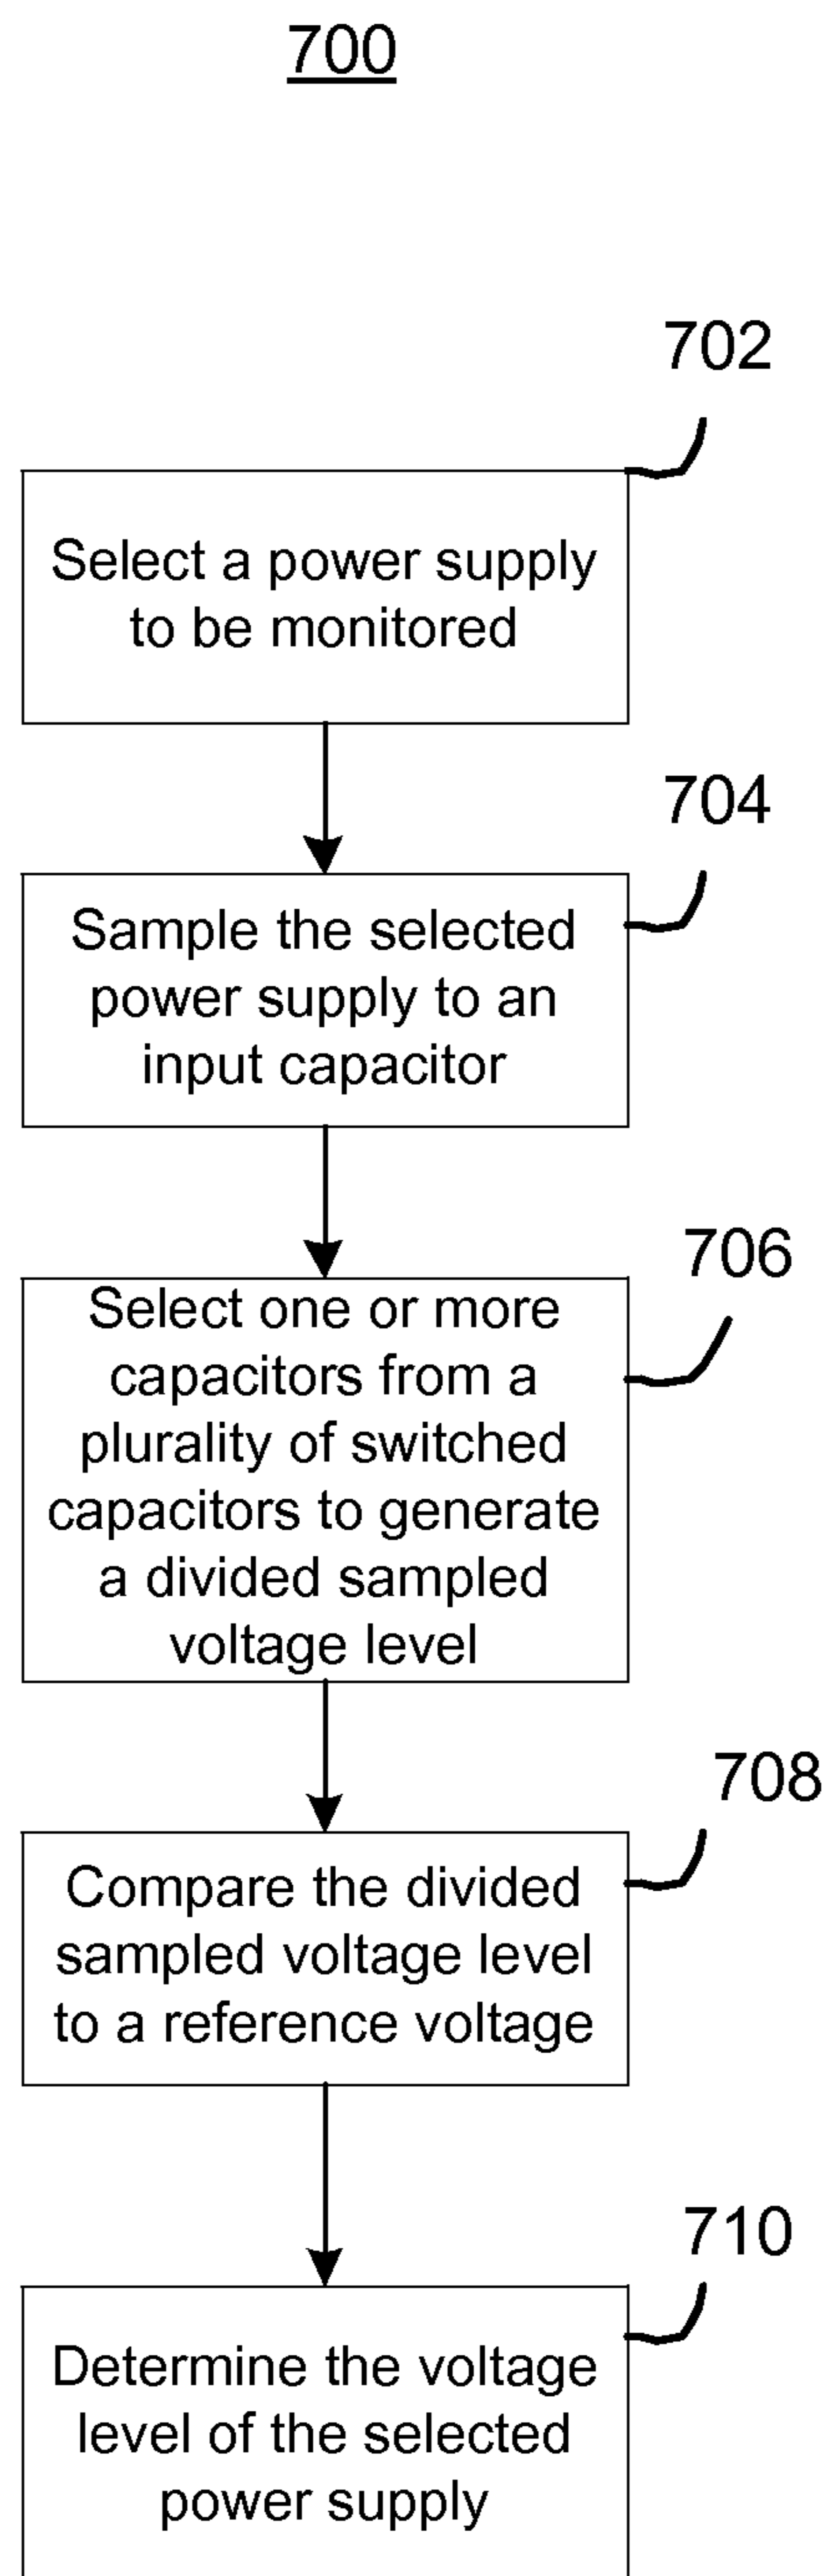 700
702
Select a power supply
to be monitored
704
Sample the selected
power supply to an
input capacitor
706
Select one or more
capacitors from a
plurality of switched
capacitors to generate
a divided sampled
voltage level
708
Compare the divided
sampled voltage level
to a reference voltage
710
Determine the voltage
level of the selected
power supply